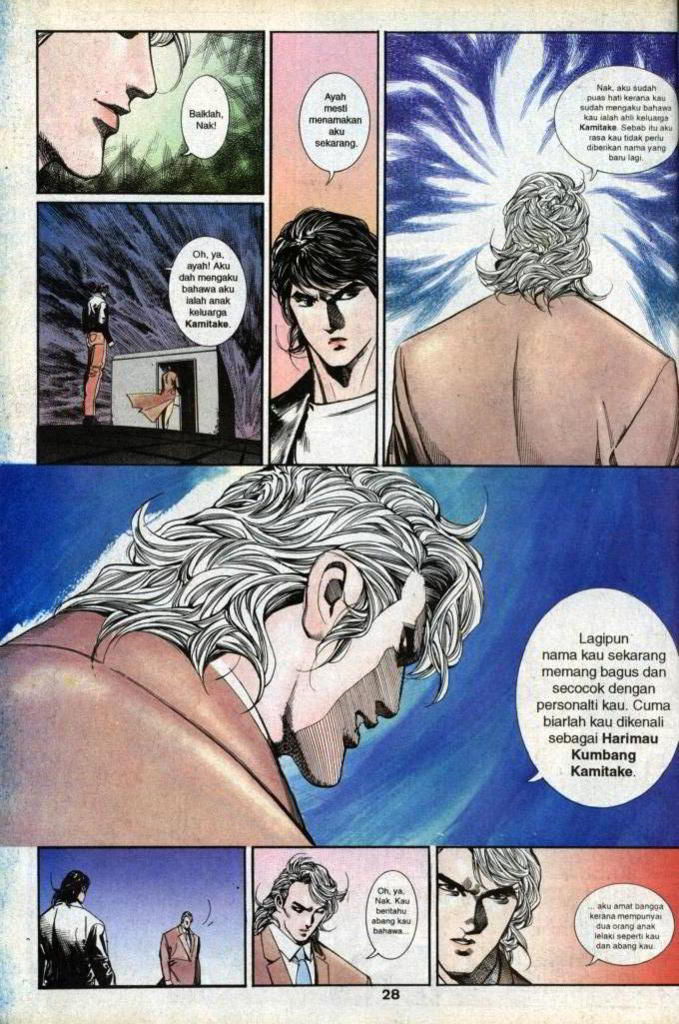 Baiklah,
Nak!
Oh, ya,
ayah! Aku
dah mengaku
bahawa aku
ialah anak
keluarga
Kamitake.
Ayah
mesti
menamakan
aku
sekarang.
Nak, aku sudah
puas hati kerana kau
sudah mengaku bahawa
kau ialah ahli keluarga
Kamitake. Sebab itu aku
rasa kau tidak perlu
diberikan nama yang
baru lagi.
Lagipun
nama kau sekarang
memang bagus dan
secocok dengan
personalti kau. Cuma
biarlah kau dikenali
sebagai Harimau
Kumbang
Kamitake.
Oh, ya,
Nak. Kau
beritahu
abang kau
bahawa...
... aku amat bangga
kerana mempunyai
dua orang anak
lelaki seperti kau
dan abang kau.
28